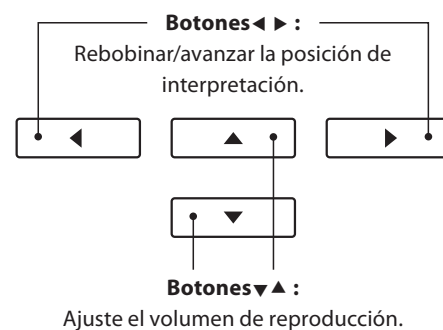 Botones◀ ▶ :
Rebobinar/avanzar la posición de
interpretación.
◀ ▲ ▶
▼
Botones▼▲ :
Ajuste el volumen de reproducción.